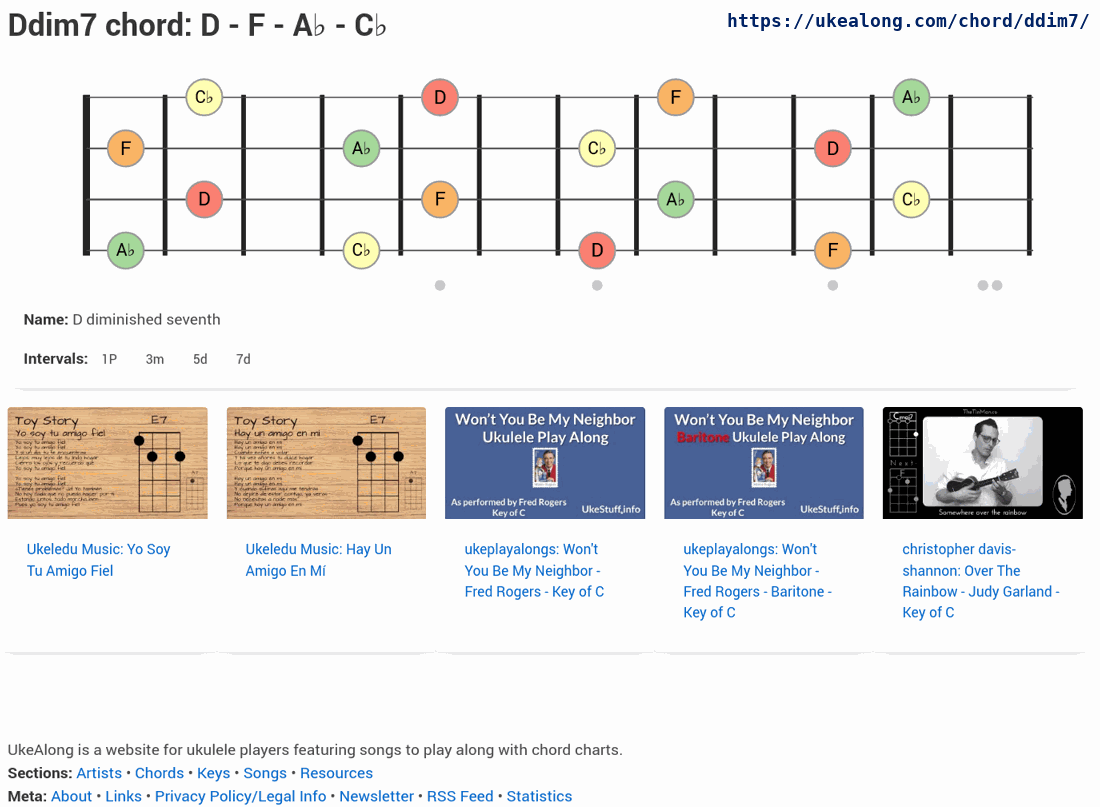 Ddim7 chord: D - F - A♭ - C♭
https://ukealong.com/chord/ddim7/
C♭ D F A♭
F A♭ C♭ D
D F A♭ C♭
A♭ C♭ D F
Name: D diminished seventh
Intervals: 1P 3m 5d 7d
Toy Story
E7
Yo soy tu amigo fiel
Toy Story
E7
Hay un amigo en mi
Won't You Be My Neighbor
Ukulele Play Along
As performed by Fred Rogers
Key of C
UkeStuff.info
Won't You Be My Neighbor
Baritone Ukulele Play Along
As performed by Fred Rogers
Key of C
UkeStuff.info
Cmaj7
Next
F
Somewhere over the rainbow
Ukeledu Music: Yo Soy
Tu Amigo Fiel
Ukeledu Music: Hay Un
Amigo En Mí
ukeplayalongs: Won't
You Be My Neighbor -
Fred Rogers - Key of C
ukeplayalongs: Won't
You Be My Neighbor -
Fred Rogers - Baritone -
Key of C
christopher davis-
shannon: Over The
Rainbow - Judy Garland -
Key of C
UkeAlong is a website for ukulele players featuring songs to play along with chord charts.
Sections: Artists • Chords • Keys • Songs • Resources
Meta: About • Links • Privacy Policy/Legal Info • Newsletter • RSS Feed • Statistics